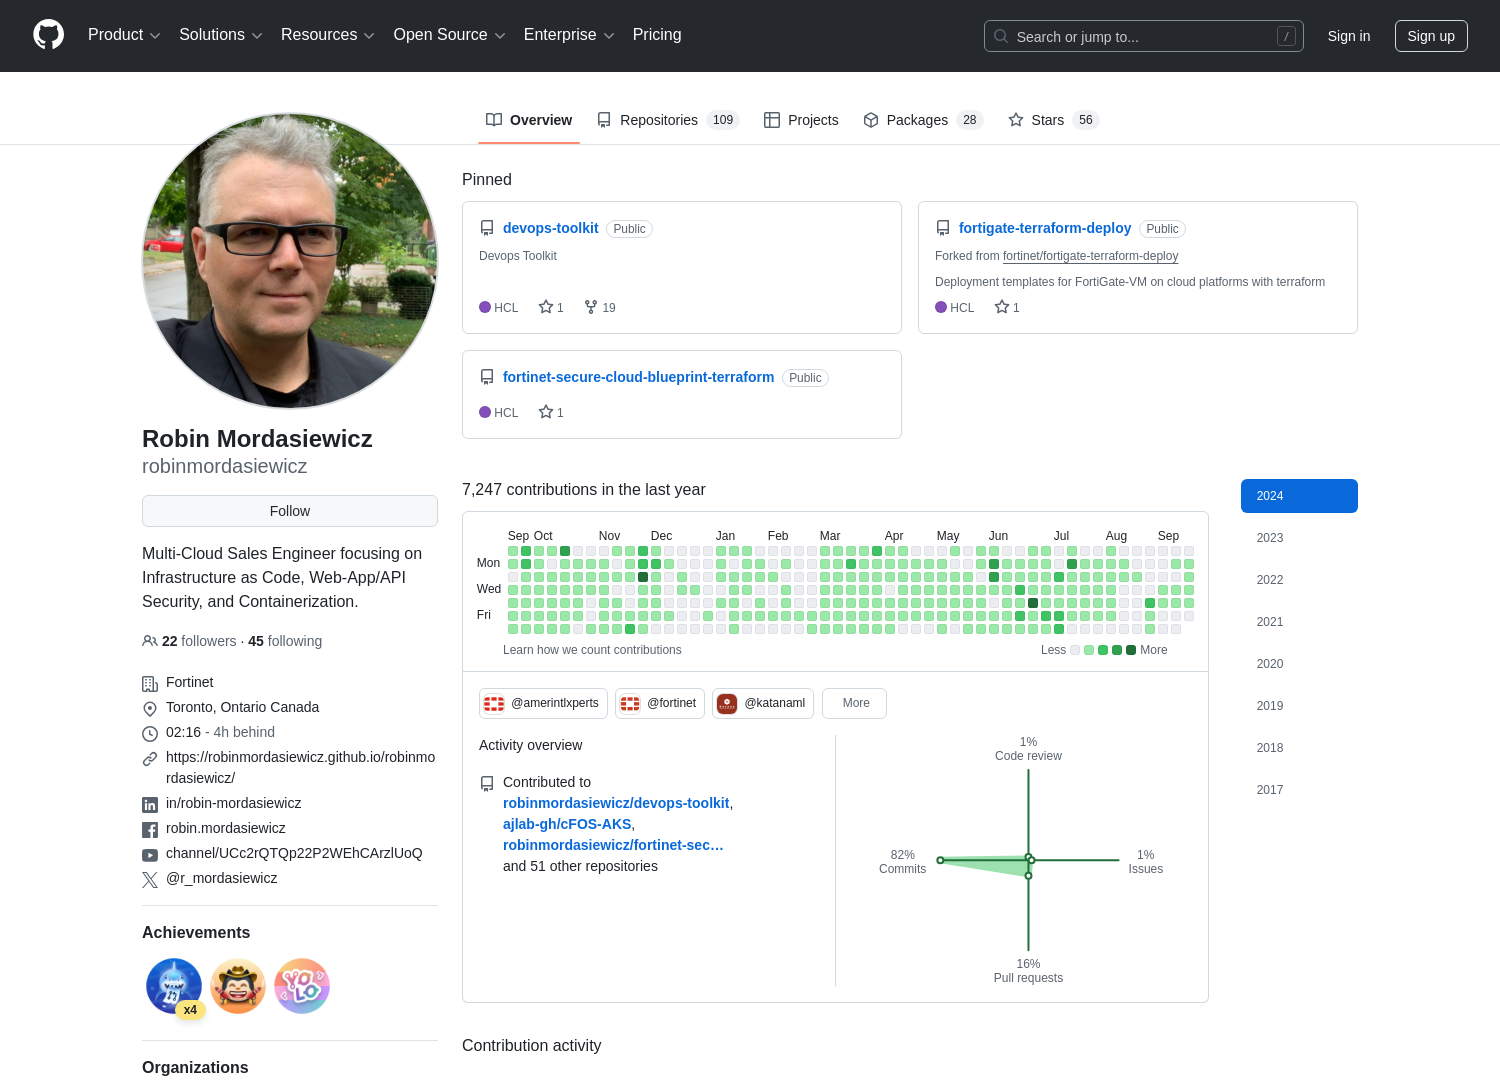 Product
Solutions
Resources
Open Source
Enterprise
Pricing
Search or jump to...
/
Sign in
Sign up
Overview
Repositories 109
Projects
Packages 28
Stars 56
Robin Mordasiewicz
robinmordasiewicz
Follow
Multi-Cloud Sales Engineer focusing on
Infrastructure as Code, Web-App/API
Security, and Containerization.
22 followers · 45 following
Fortinet
Toronto, Ontario Canada
02:16 - 4h behind
https://robinmordasiewicz.github.io/robinmo
rdasiewicz/
in/robin-mordasiewicz
robin.mordasiewicz
channel/UCc2rQTQp22P2WEhCArzlUoQ
@r_mordasiewicz
Achievements
x4
YOLO
Organizations
Pinned
devops-toolkit Public
Devops Toolkit
HCL 1 19
fortigate-terraform-deploy Public
Forked from fortinet/fortigate-terraform-deploy
Deployment templates for FortiGate-VM on cloud platforms with terraform
HCL 1
fortinet-secure-cloud-blueprint-terraform Public
HCL 1
7,247 contributions in the last year
Sep Oct Nov Dec Jan Feb Mar Apr May Jun Jul Aug Sep
Mon
Wed
Fri
Learn how we count contributions
Less More
@amerintlxperts
@fortinet
@katanaml
More
Activity overview
Contributed to
robinmordasiewicz/devops-toolkit,
ajlab-gh/cFOS-AKS,
robinmordasiewicz/fortinet-sec…
and 51 other repositories
1%
Code review
82%
Commits
1%
Issues
16%
Pull requests
2024
2023
2022
2021
2020
2019
2018
2017
Contribution activity